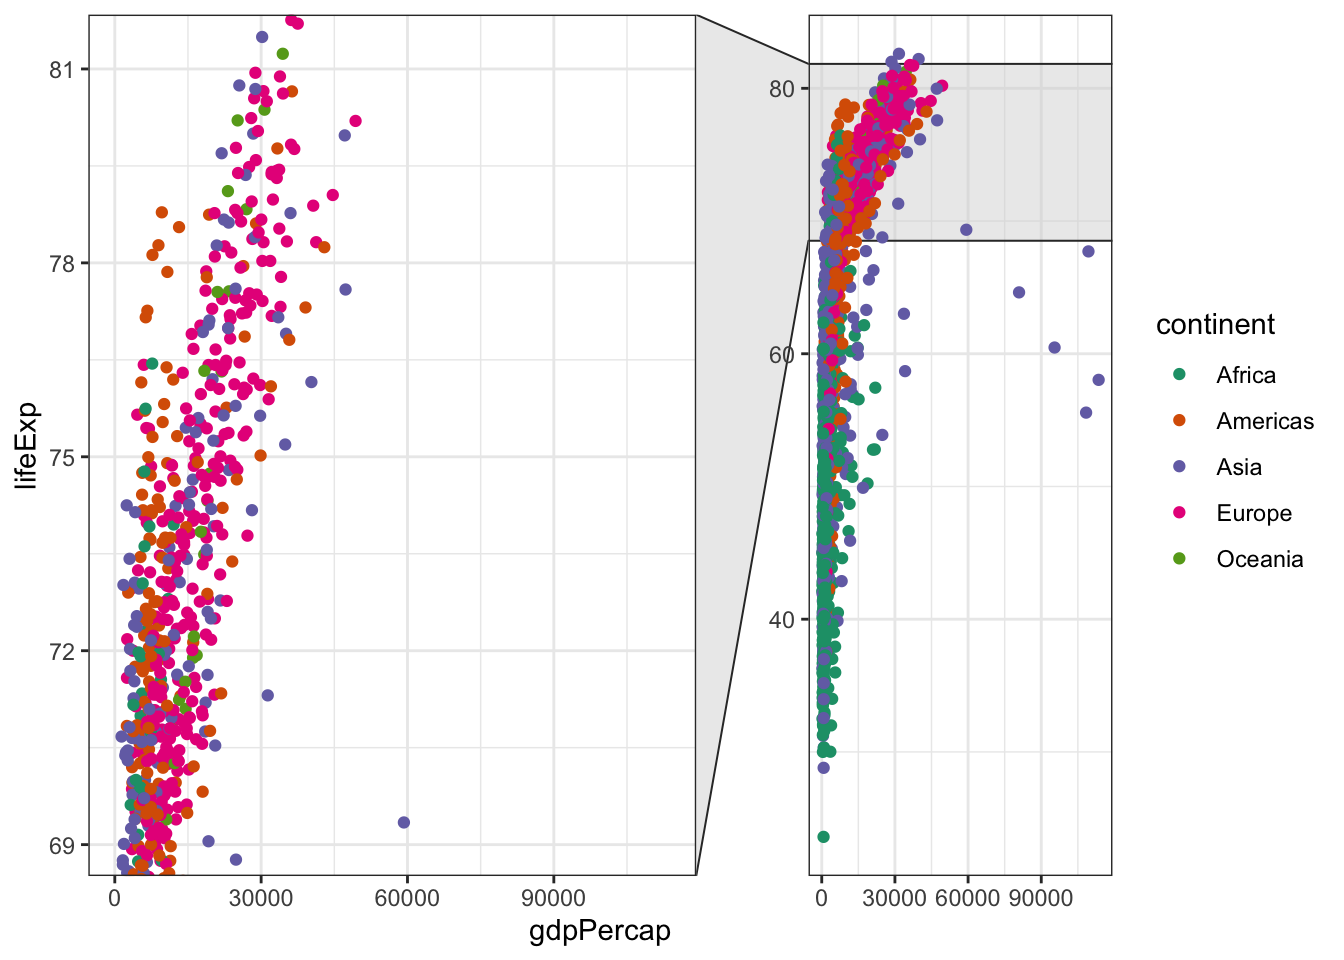 lifeExp
81
78
75
72
69
0 30000 60000 90000
80
60
40
0 30000 60000 90000
gdpPercap
continent
Africa
Americas
Asia
Europe
Oceania